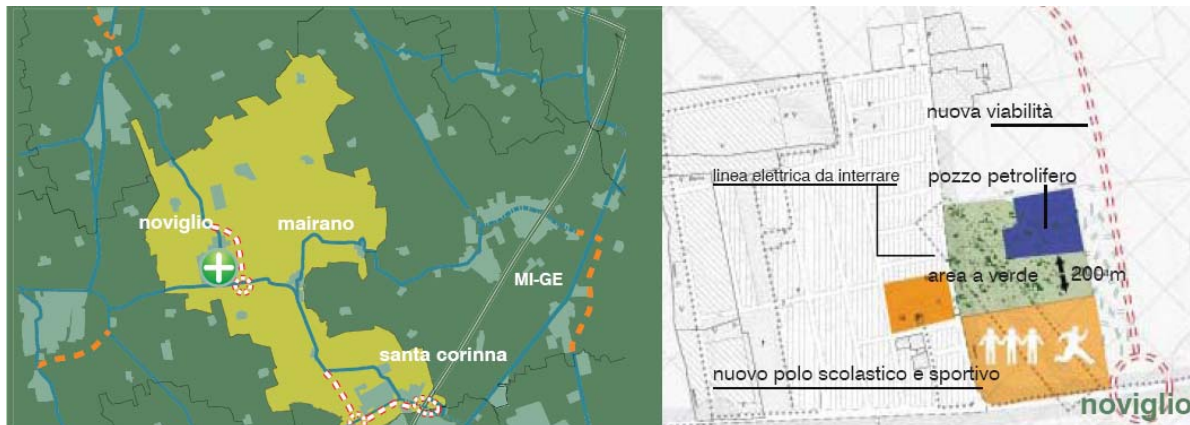 noviglio
mairano
MI-GE
santa corinna
nuova viabilità
linea elettrica da interrare
pozzo petrolifero
area a verde
200 m
nuovo polo scolastico e sportivo
noviglio